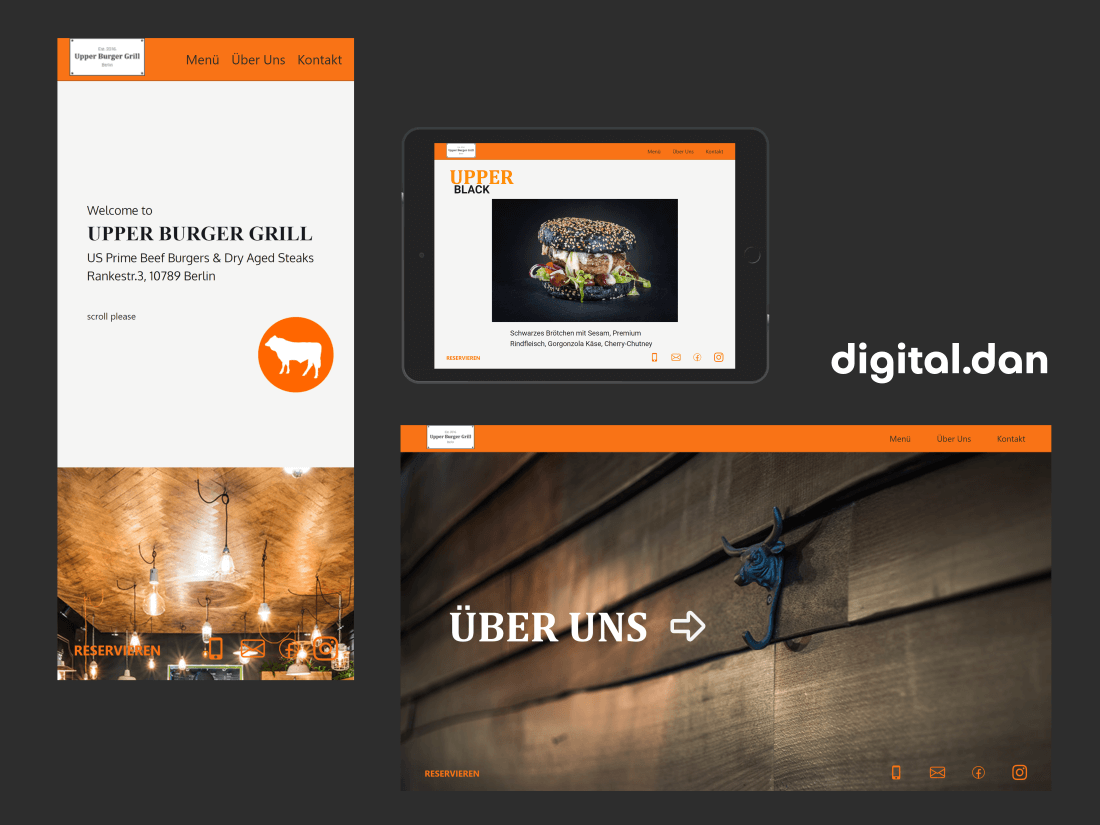 Est. 2016
Upper Burger Grill
Berlin
Menü Über Uns Kontakt
Welcome to
UPPER BURGER GRILL
US Prime Beef Burgers & Dry Aged Steaks
Rankestr.3, 10789 Berlin
scroll please
RESERVIEREN
Upper Burger Grill
Menü Über Uns Kontakt
UPPER
BLACK
Schwarzes Brötchen mit Sesam, Premium
Rindfleisch, Gorgonzola Käse, Cherry-Chutney
RESERVIEREN
digital.dan
Upper Burger Grill
Berlin
Menü Über Uns Kontakt
ÜBER UNS
RESERVIEREN